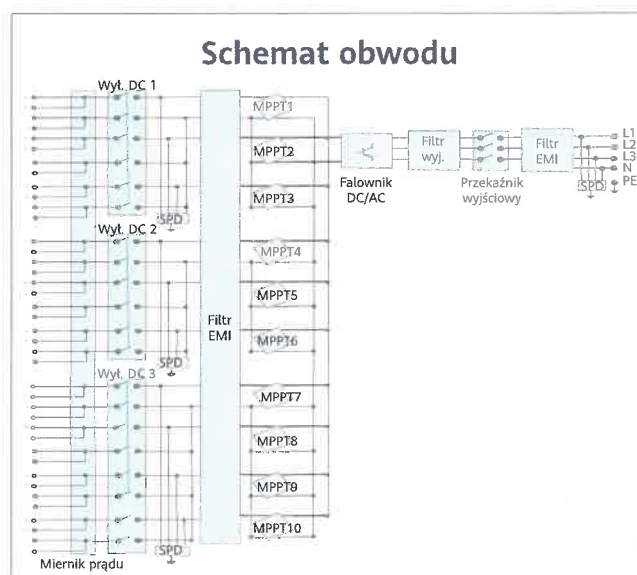 Schemat obwodu
Wył. DC 1
MPPT1
MPPT2
MPPT3
SPD
Wył. DC 2
MPPT4
MPPT5
MPPT6
SPD
Filtr
EMI
Wył. DC 3
MPPT7
MPPT8
MPPT9
MPPT10
SPD
Miernik prądu
Falownik
DC/AC
Filtr
wyj.
Przekaźnik
wyjściowy
Filtr
EMI
SPD
L1
L2
L3
N
PE